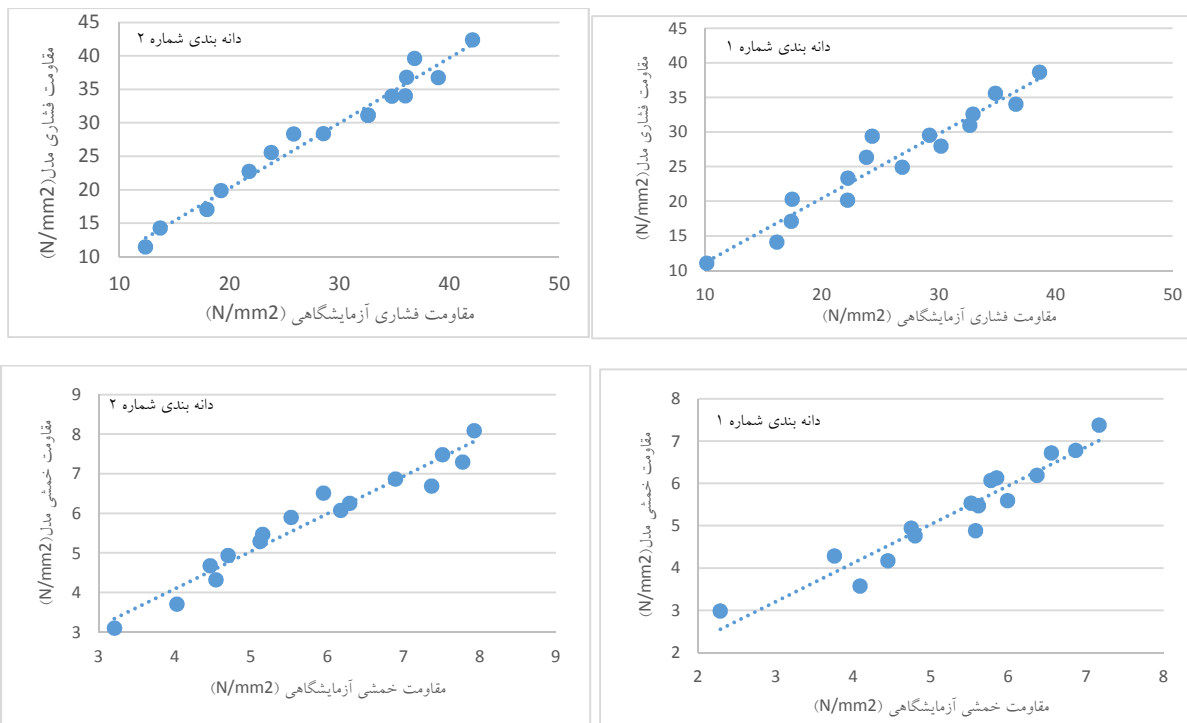 دانه بندی شماره ۲
مقاومت فشاری مدل(N/mm2)
45
40
35
30
25
20
15
10
10 20 30 40 50
مقاومت فشاری آزمایشگاهی (N/mm2)
دانه بندی شماره ۱
مقاومت فشاری مدل(N/mm2)
45
40
35
30
25
20
15
10
10 20 30 40 50
مقاومت فشاری آزمایشگاهی (N/mm2)
دانه بندی شماره ۲
مقاومت خمشی مدل(N/mm2)
9
8
7
6
5
4
3
3 4 5 6 7 8 9
مقاومت خمشی آزمایشگاهی (N/mm2)
دانه بندی شماره ۱
مقاومت خمشی مدل(N/mm2)
8
7
6
5
4
3
2
2 3 4 5 6 7 8
مقاومت خمشی آزمایشگاهی (N/mm2)